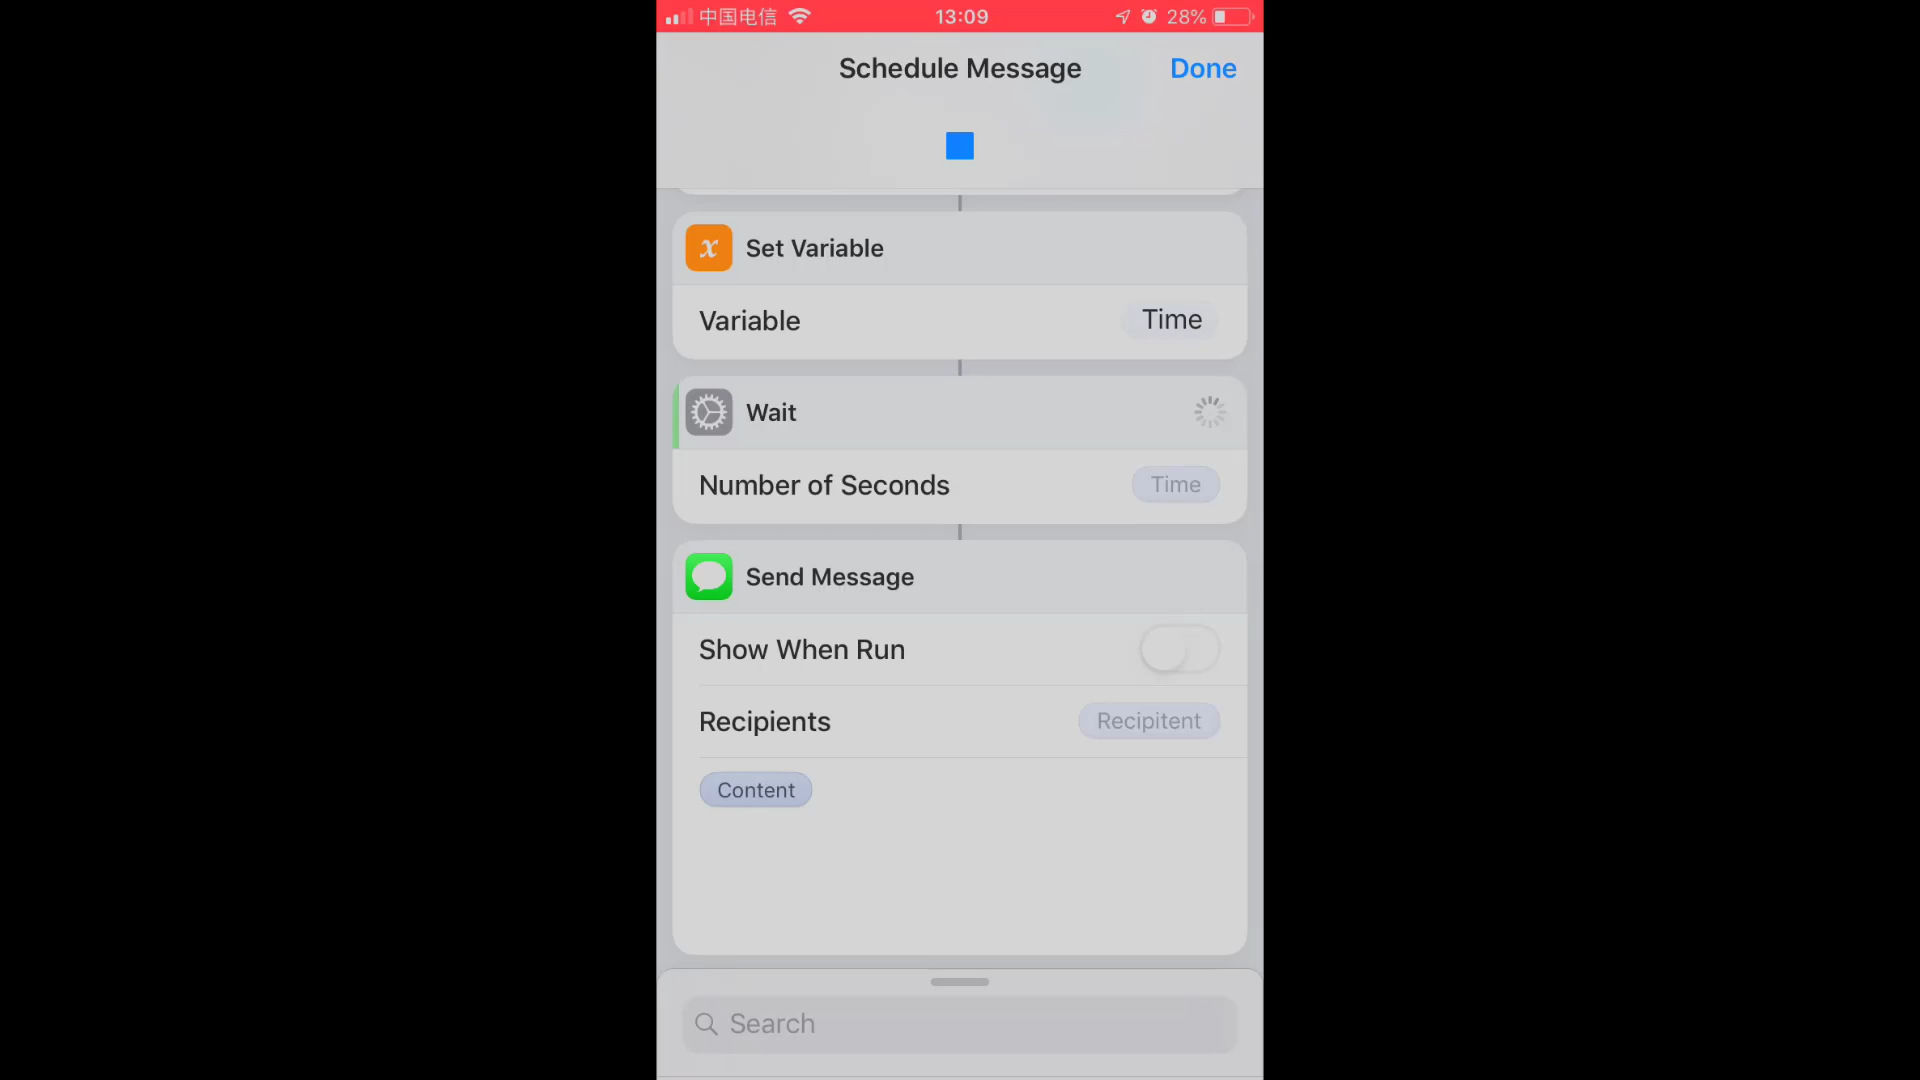 中国电信 13:09 28%
Schedule Message Done
x Set Variable
Variable Time
Wait
Number of Seconds Time
Send Message
Show When Run
Recipients Recipitent
Content
Search